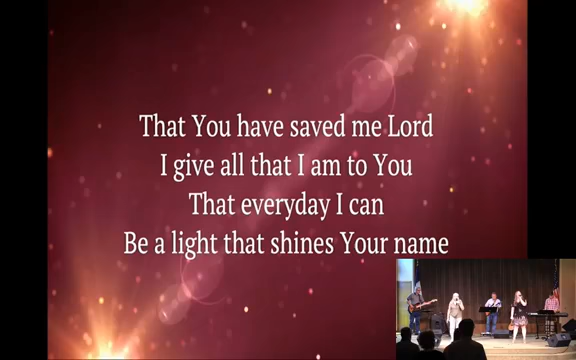 That You have saved me Lord
I give all that I am to You
That everyday I can
Be a light that shines Your name